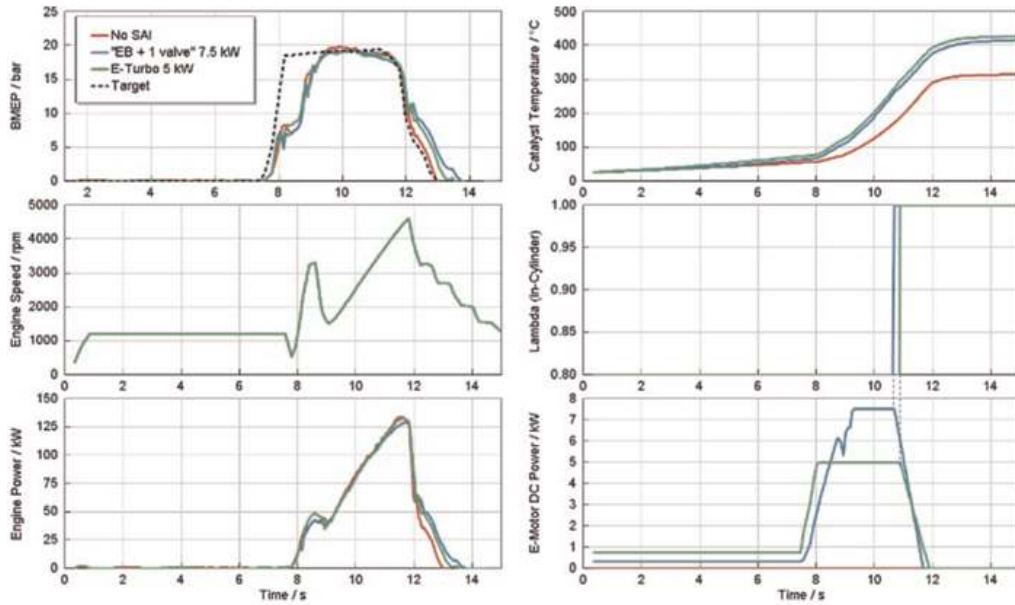 BMEP / bar
25
20
15
10
5
0
No SAI
"EB + 1 valve" 7.5 kW
E-Turbo 5 kW
Target
2 4 6 8 10 12 14
Catalyst Temperature / °C
500
400
300
200
100
0
0 2 4 6 8 10 12 14
Engine Speed / rpm
5000
4000
3000
2000
1000
0
0 2 4 6 8 10 12 14
Lambda (In-Cylinder)
1.00
0.95
0.90
0.85
0.80
0 2 4 6 8 10 12 14
Engine Power / kW
150
125
100
75
50
25
0
0 2 4 6 8 10 12 14
Time / s
E-Motor DC Power / kW
8
7
6
5
4
3
2
1
0
0 2 4 6 8 10 12 14
Time / s